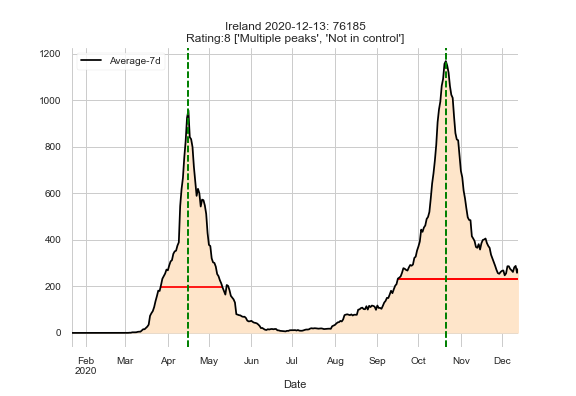 Ireland 2020-12-13: 76185
Rating:8 ['Multiple peaks', 'Not in control']
Average-7d
1200
1000
800
600
400
200
0
Feb Mar Apr May Jun Jul Aug Sep Oct Nov Dec
2020
Date